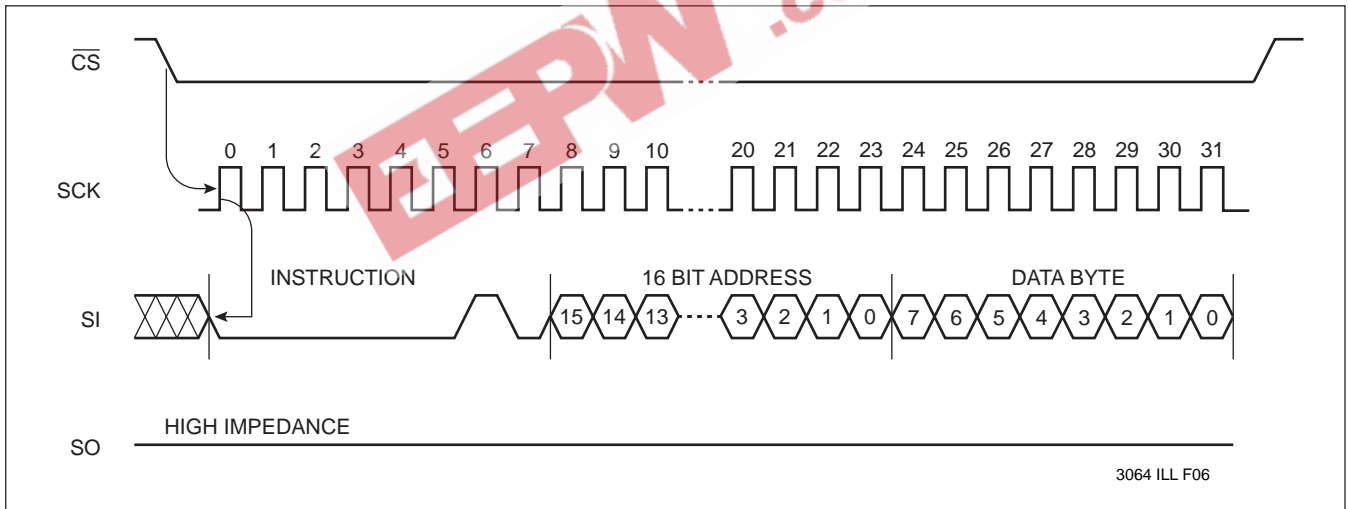 EEPW.co
CS
0 1 2 3 4 5 6 7 8 9 10 20 21 22 23 24 25 26 27 28 29 30 31
SCK
INSTRUCTION 16 BIT ADDRESS DATA BYTE
SI 15 14 13 3 2 1 0 7 6 5 4 3 2 1 0
HIGH IMPEDANCE
SO
3064 ILL F06